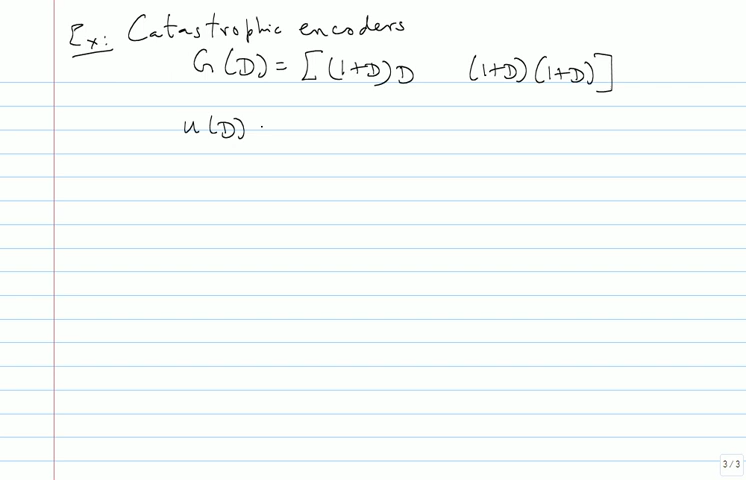 Ex: Catastrophic encoders
G(D) = [(1+D)D (1+D)(1+D)]
u(D)
3/3